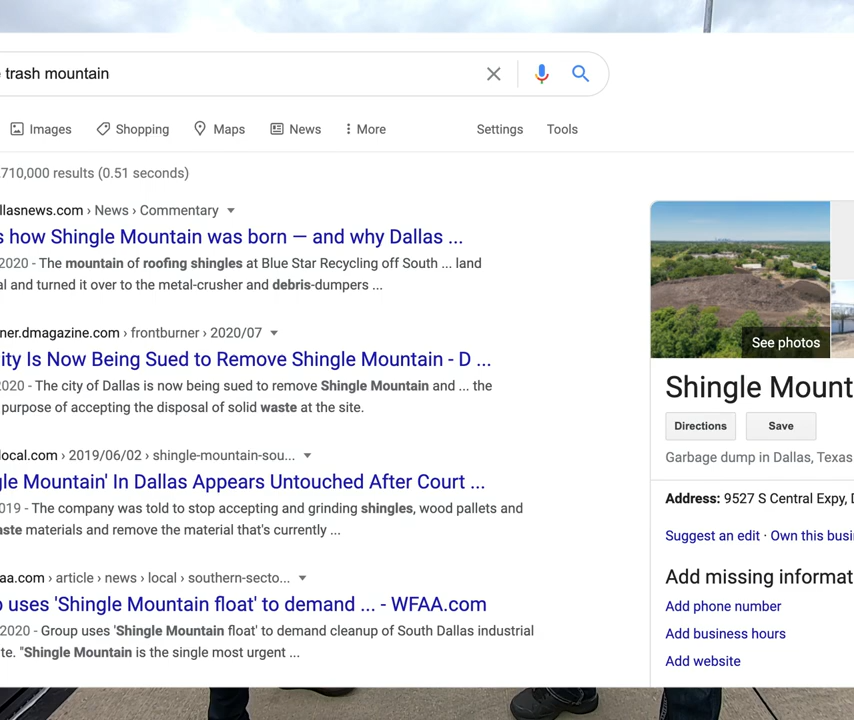 trash mountain
Images Shopping Maps News More Settings Tools
710,000 results (0.51 seconds)
llasnews.com › News › Commentary
s how Shingle Mountain was born — and why Dallas ...
2020 - The mountain of roofing shingles at Blue Star Recycling off South ... land
al and turned it over to the metal-crusher and debris-dumpers ...
ner.dmagazine.com › frontburner › 2020/07
ity Is Now Being Sued to Remove Shingle Mountain - D ...
2020 - The city of Dallas is now being sued to remove Shingle Mountain and ... the
purpose of accepting the disposal of solid waste at the site.
local.com › 2019/06/02 › shingle-mountain-sou...
gle Mountain' In Dallas Appears Untouched After Court ...
019 - The company was told to stop accepting and grinding shingles, wood pallets and
aste materials and remove the material that's currently ...
aa.com › article › news › local › southern-secto...
p uses 'Shingle Mountain float' to demand ... - WFAA.com
2020 - Group uses 'Shingle Mountain float' to demand cleanup of South Dallas industrial
te. "Shingle Mountain is the single most urgent ...
See photos
Shingle Mount
Directions Save
Garbage dump in Dallas, Texas
Address: 9527 S Central Expy, D
Suggest an edit · Own this busi
Add missing informat
Add phone number
Add business hours
Add website